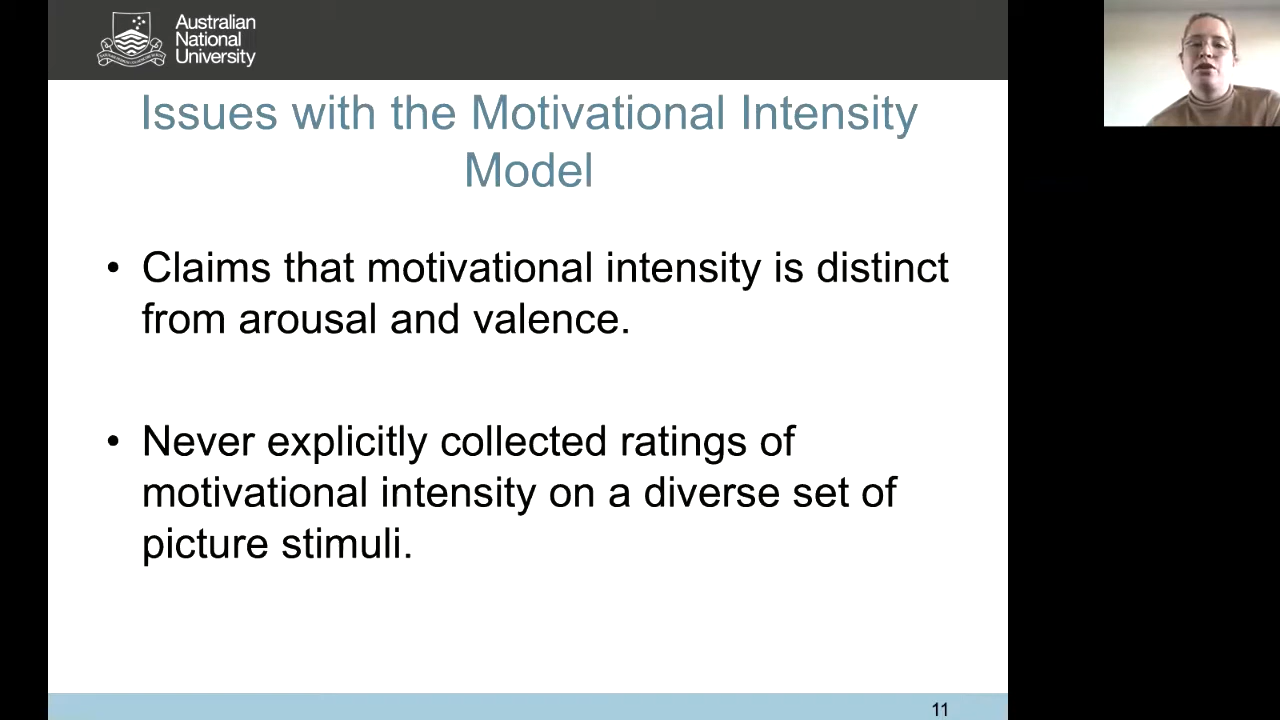 Australian
National
University
Issues with the Motivational Intensity
Model
• Claims that motivational intensity is distinct
from arousal and valence.
• Never explicitly collected ratings of
motivational intensity on a diverse set of
picture stimuli.
11